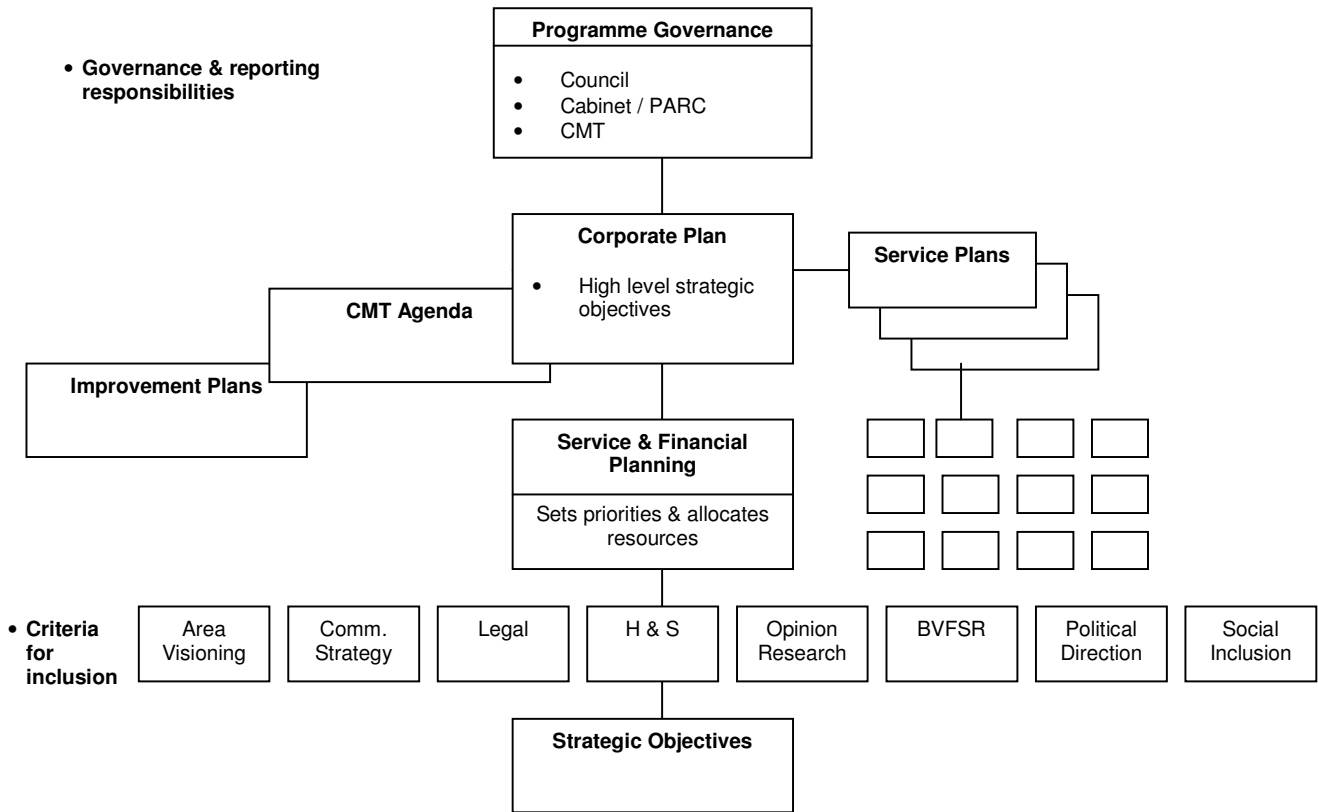 Programme Governance
• Governance & reporting
responsibilities
• Council
• Cabinet / PARC
• CMT
Corporate Plan
• High level strategic
objectives
Service Plans
CMT Agenda
Improvement Plans
Service & Financial
Planning
Sets priorities & allocates
resources
• Criteria
for
inclusion
Area
Visioning
Comm.
Strategy
Legal
H & S
Opinion
Research
BVFSR
Political
Direction
Social
Inclusion
Strategic Objectives